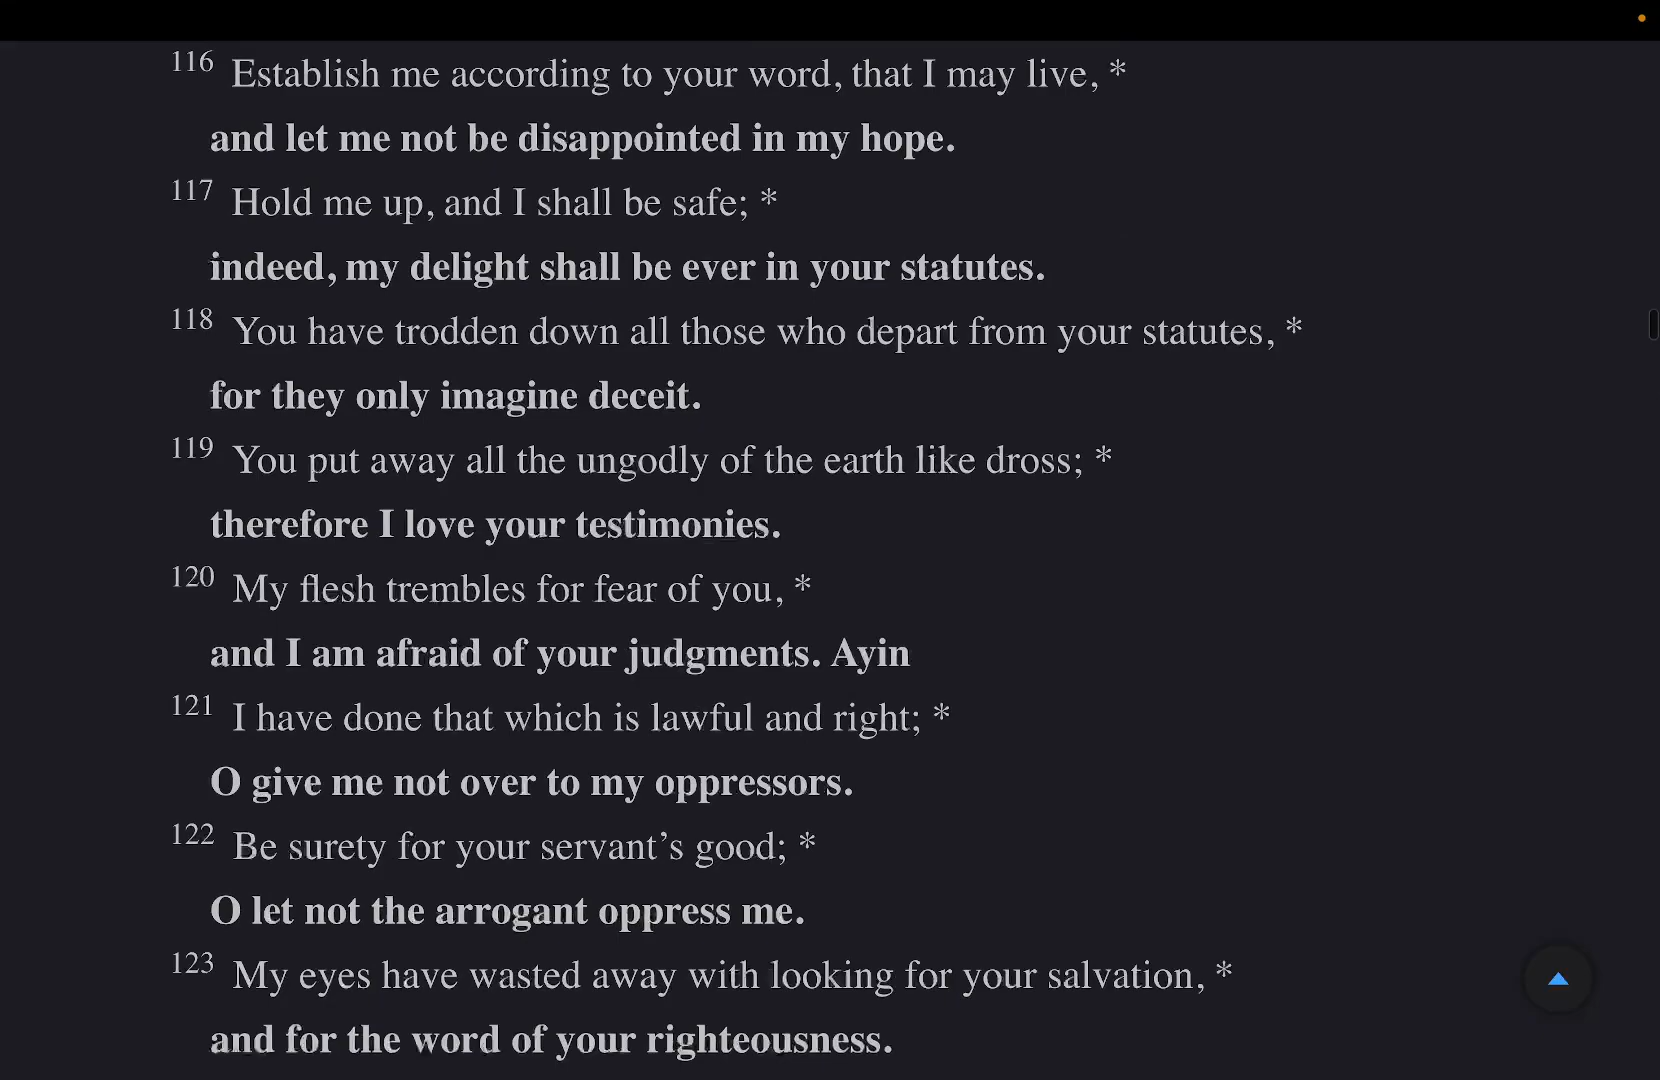 116 Establish me according to your word, that I may live, *
and let me not be disappointed in my hope.
117 Hold me up, and I shall be safe; *
indeed, my delight shall be ever in your statutes.
118 You have trodden down all those who depart from your statutes, *
for they only imagine deceit.
119 You put away all the ungodly of the earth like dross; *
therefore I love your testimonies.
120 My flesh trembles for fear of you, *
and I am afraid of your judgments. Ayin
121 I have done that which is lawful and right; *
O give me not over to my oppressors.
122 Be surety for your servant’s good; *
O let not the arrogant oppress me.
123 My eyes have wasted away with looking for your salvation, *
and for the word of your righteousness.